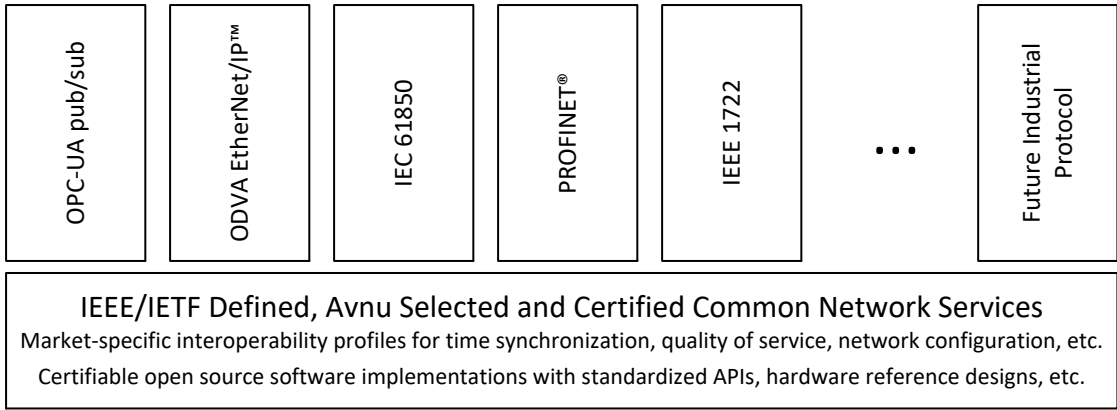 OPC-UA pub/sub
ODVA EtherNet/IP™
IEC 61850
PROFINET®
IEEE 1722
...
Future Industrial
Protocol
IEEE/IETF Defined, Avnu Selected and Certified Common Network Services
Market-specific interoperability profiles for time synchronization, quality of service, network configuration, etc.
Certifiable open source software implementations with standardized APIs, hardware reference designs, etc.